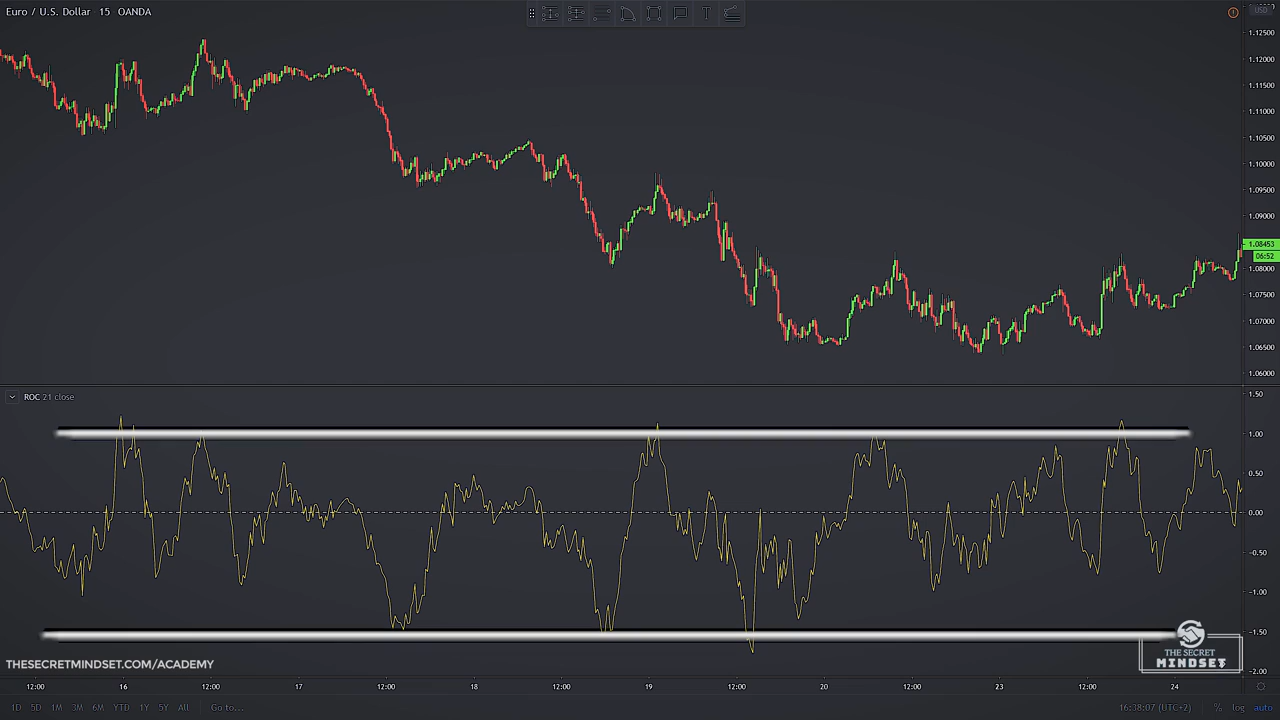 Euro / U.S. Dollar 15 OANDA
T
1.12500
1.12000
1.11500
1.11000
1.10500
1.10000
1.09500
1.09000
1.08453
06:52
1.08000
1.07500
1.07000
1.06500
1.06000
ROC 21 close
1.50
1.00
0.50
0.00
−0.50
−1.00
−1.50
−2.00
THE SECRET
MINDSET
THESECRETMINDSET.COM/ACADEMY
12:00 16 12:00 17 12:00 18 12:00 19 12:00 20 12:00 23 12:00 24
1D 5D 1M 3M 6M YTD 1Y 5Y All Go to... 16:38:07 (UTC+2) % log auto